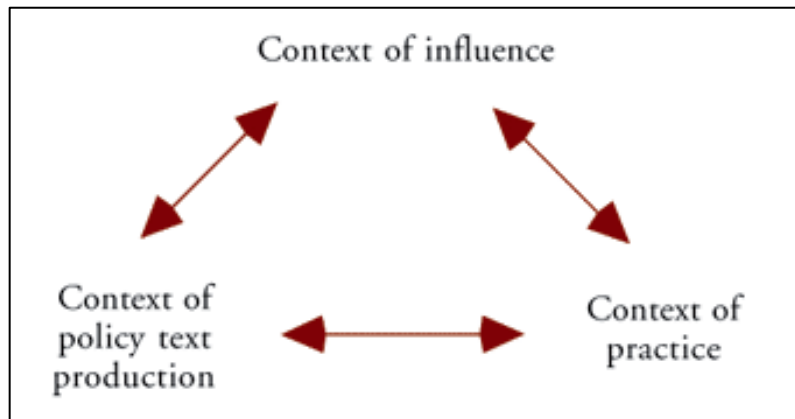 Context of influence
Context of
policy text
production
Context of
practice